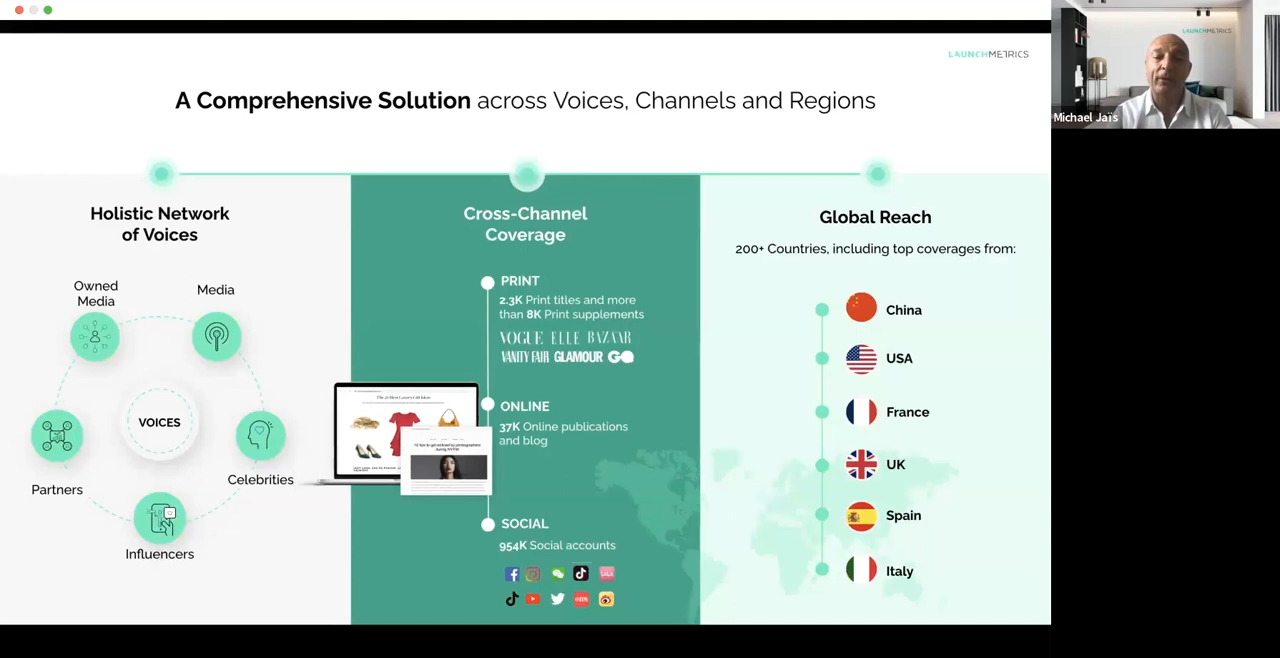 LAUNCHMETRICS
A Comprehensive Solution across Voices, Channels and Regions
Holistic Network
of Voices
Owned
Media
Media
VOICES
Partners
Celebrities
Influencers
Cross-Channel
Coverage
PRINT
2.3K Print titles and more
than 8K Print supplements
VOGUE ELLE BAZAAR
VANITY FAIR GLAMOUR GQ
ONLINE
37K Online publications
and blog
SOCIAL
954K Social accounts
Global Reach
200+ Countries, including top coverages from:
China
USA
France
UK
Spain
Italy
LAUNCHMETRICS
Michael Jaïs